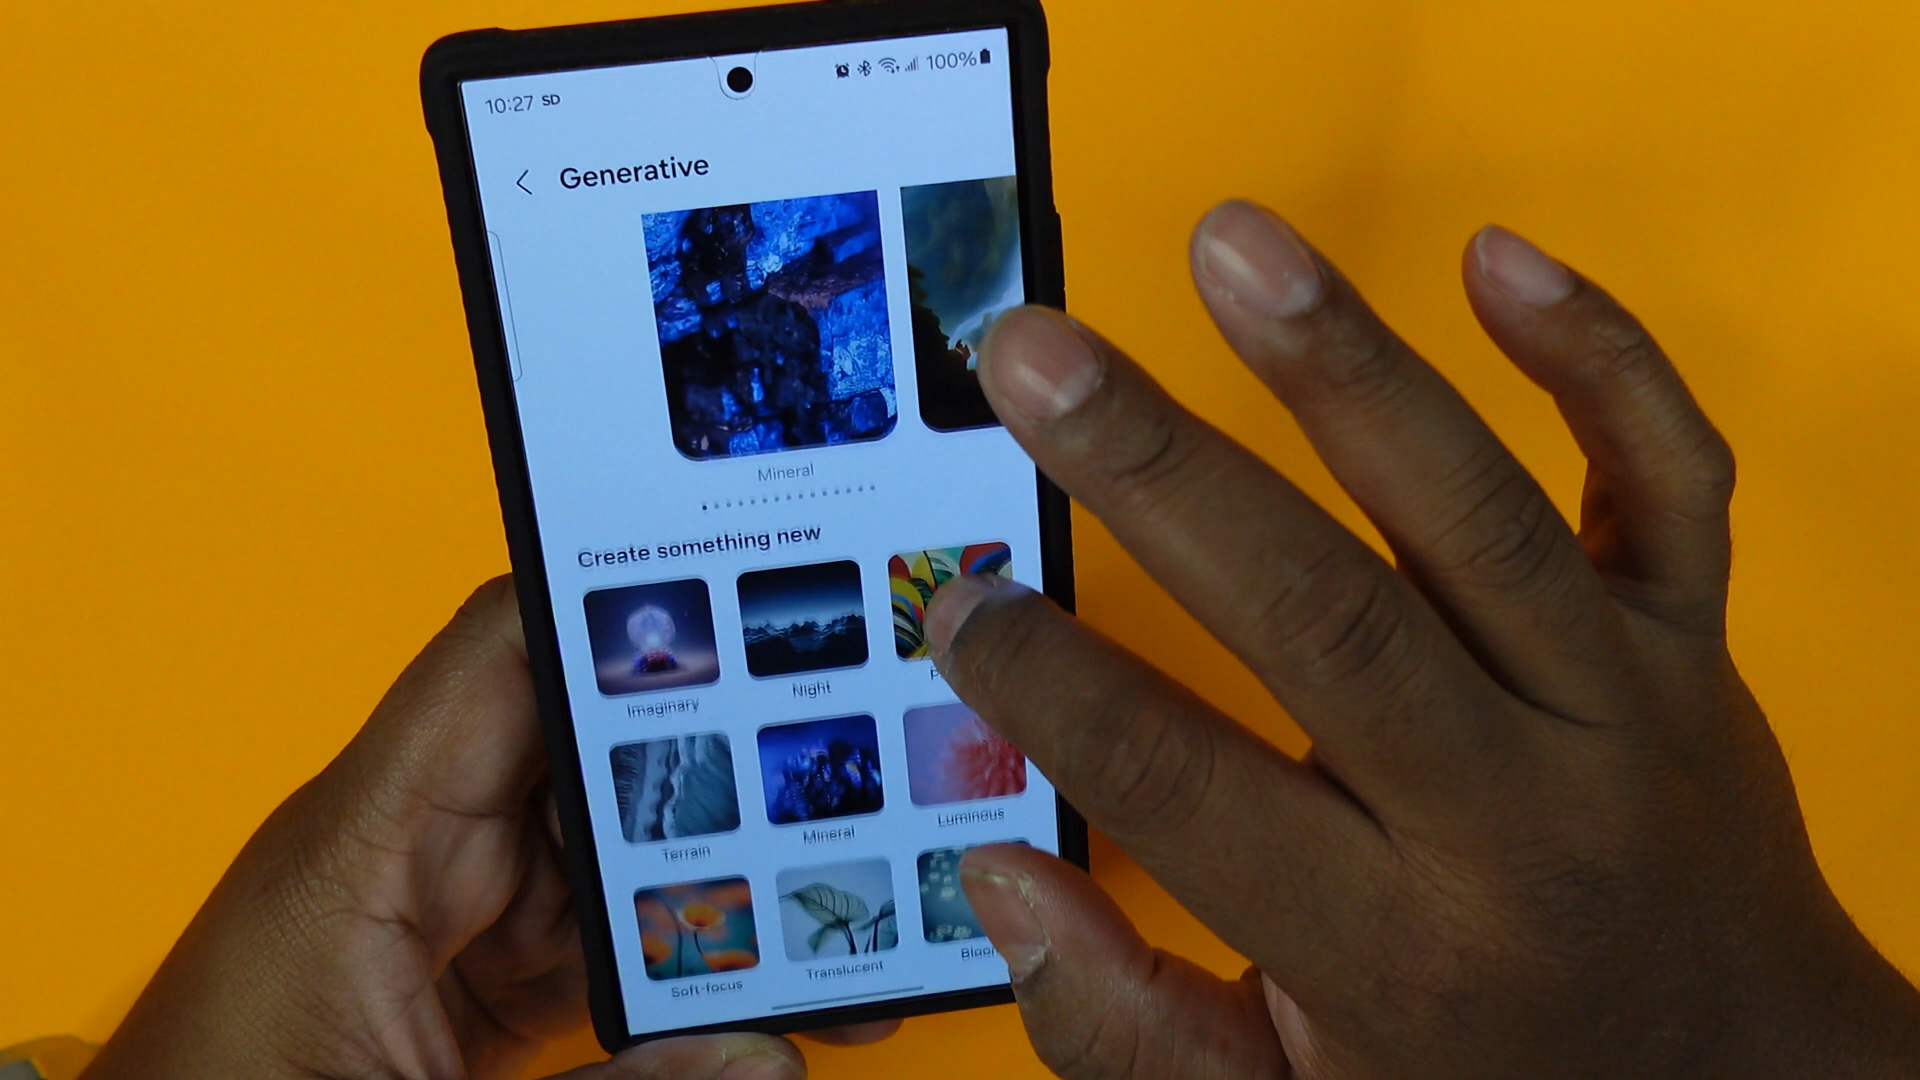 10:27 SD 100%
Generative
Mineral
Create something new
Imaginary
Night
Terrain
Mineral
Luminous
Soft-focus
Translucent